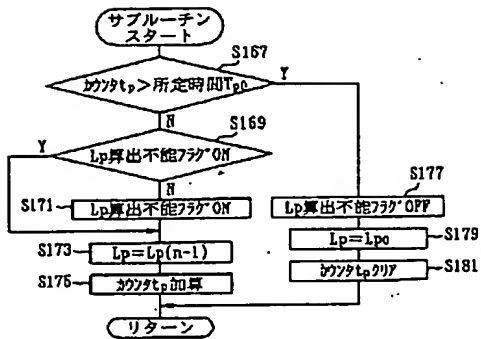 サブルーチン
スタート
S167
カウンタtp>所定時間Tpo
Y
N
S169
Y
Lp算出不能フラグON
N
S171
Lp算出不能フラグON
S177
Lp算出不能フラグOFF
S173
Lp=Lp(n-1)
Lp=Lpo
S179
S175
カウンタtp加算
カウンタtpクリア
S181
リターン